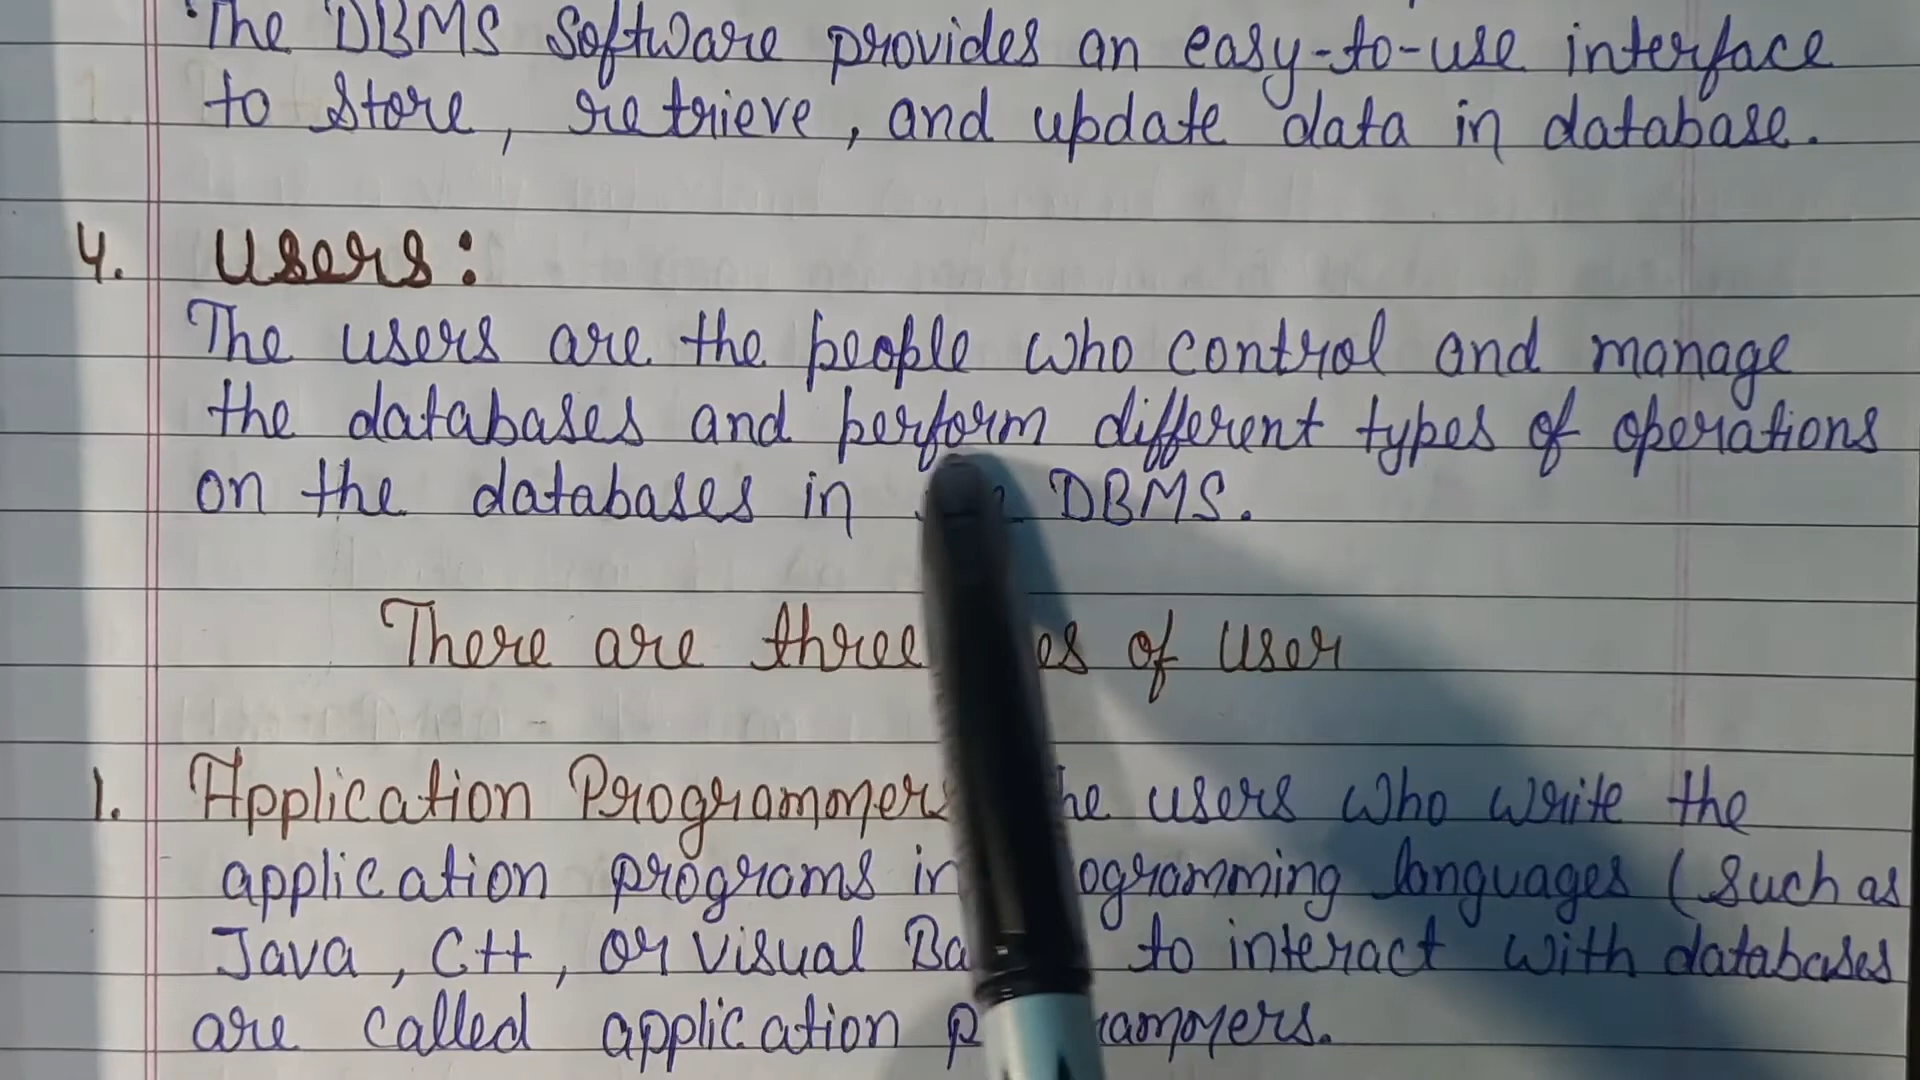 The DBMS Software provides an easy-to-use interface
to store, retrieve, and update data in database.
4. Users:
The users are the people who control and manage
the databases and perform different types of operations
on the databases in DBMS.
There are three of user
1. Application Programmers users who write the
application programs in languages (such as
Java, C++, or visual to interact with databases
are called application